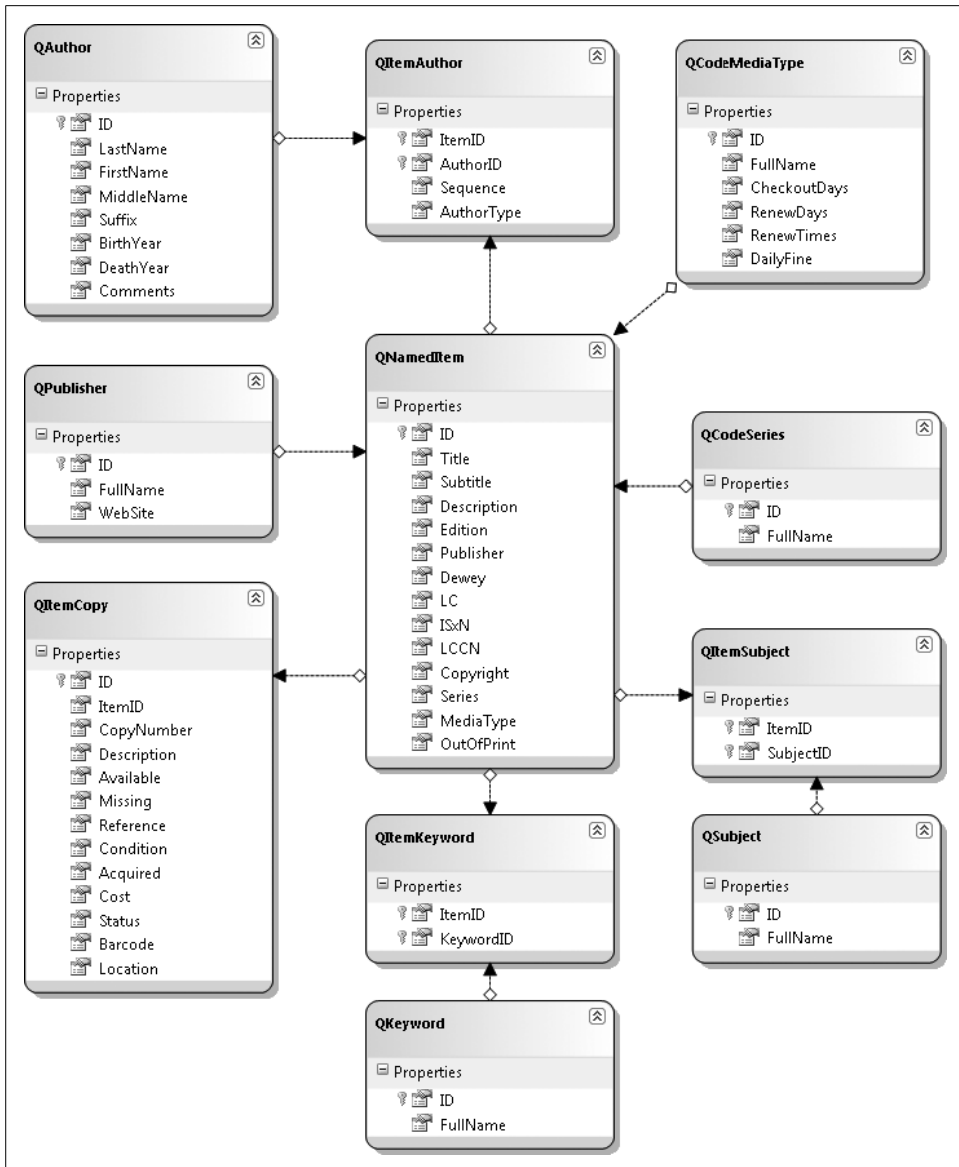 QAuthor
Properties
ID
LastName
FirstName
MiddleName
Suffix
BirthYear
DeathYear
Comments
QItemAuthor
Properties
ItemID
AuthorID
Sequence
AuthorType
QCodeMediaType
Properties
ID
FullName
CheckoutDays
RenewDays
RenewTimes
DailyFine
QPublisher
Properties
ID
FullName
WebSite
QNamedItem
Properties
ID
Title
Subtitle
Description
Edition
Publisher
Dewey
LC
ISxN
LCCN
Copyright
Series
MediaType
OutOfPrint
QCodeSeries
Properties
ID
FullName
QItemCopy
Properties
ID
ItemID
CopyNumber
Description
Available
Missing
Reference
Condition
Acquired
Cost
Status
Barcode
Location
QItemSubject
Properties
ItemID
SubjectID
QItemKeyword
Properties
ItemID
KeywordID
QSubject
Properties
ID
FullName
QKeyword
Properties
ID
FullName